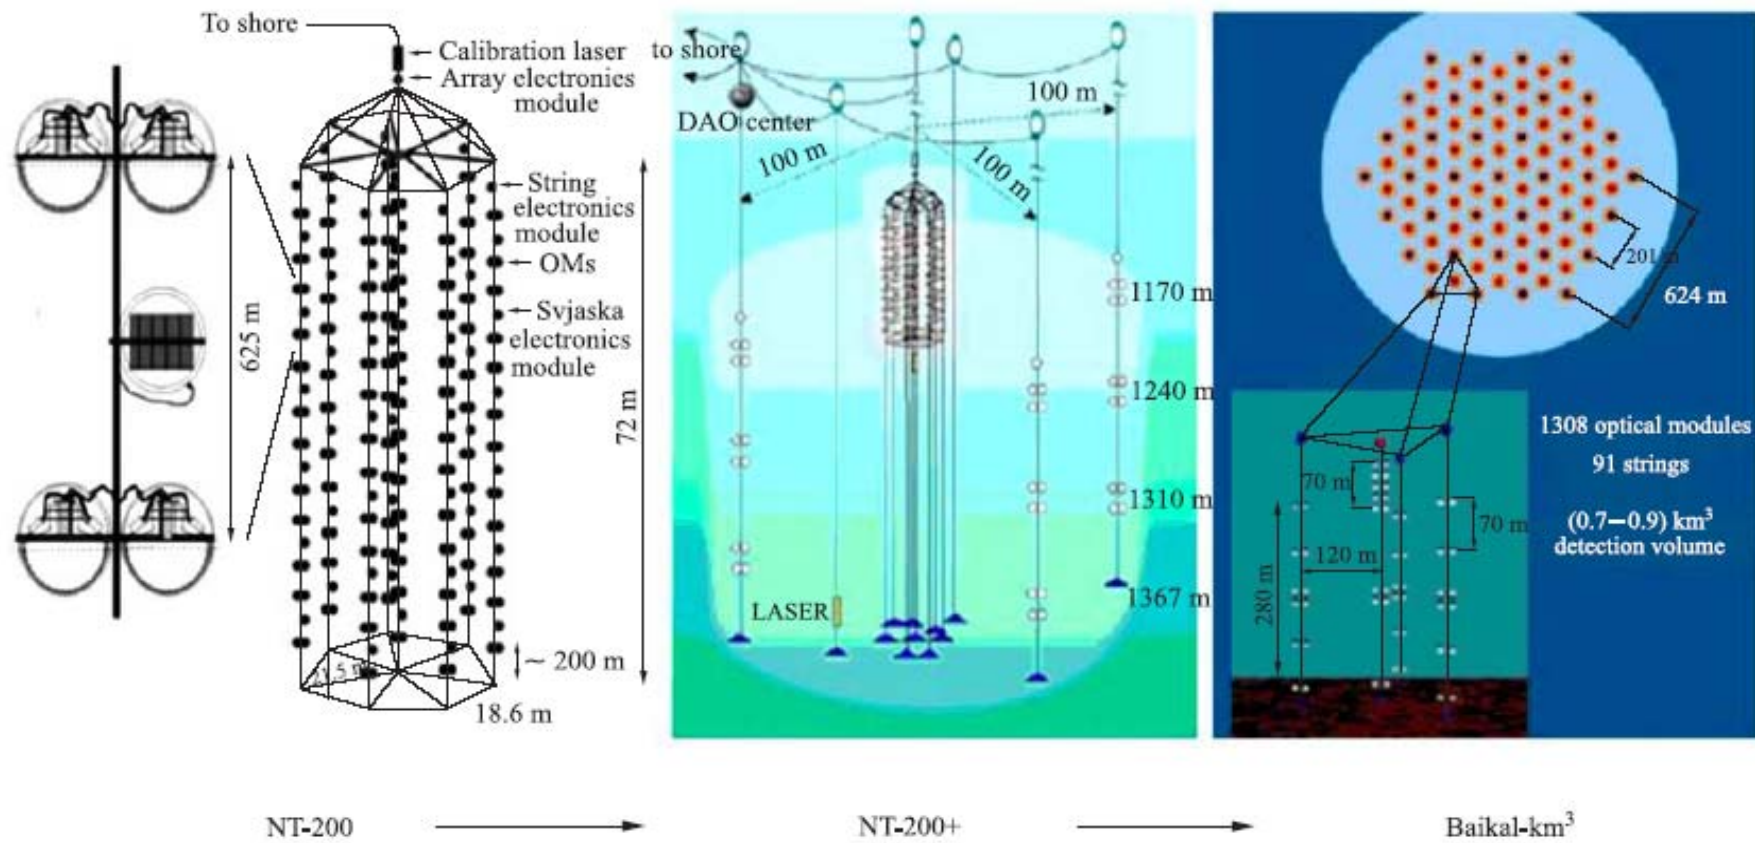 To shore
Calibration laser
Array electronics
module
625 m
String
electronics
module
OMs
Svjaska
electronics
module
72 m
~ 200 m
18.6 m
to shore
DAO center
100 m
100 m
100 m
1170 m
1240 m
1310 m
1367 m
LASER
624 m
1308 optical modules
91 strings
(0.7–0.9) km³
detection volume
70 m
70 m
120 m
280 m
NT-200
NT-200+
Baikal-km³